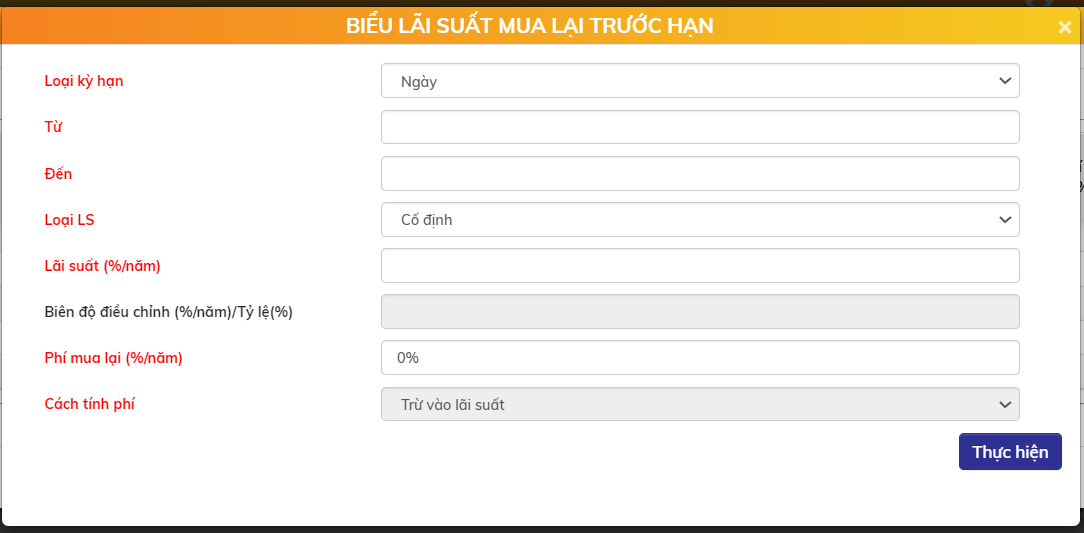 BIỂU LÃI SUẤT MUA LẠI TRƯỚC HẠN
Loại kỳ hạn
Ngày
Từ
Đến
Loại LS
Cố định
Lãi suất (%/năm)
Biên độ điều chỉnh (%/năm)/Tỷ lệ(%)
Phí mua lại (%/năm)
0%
Cách tính phí
Trừ vào lãi suất
Thực hiện